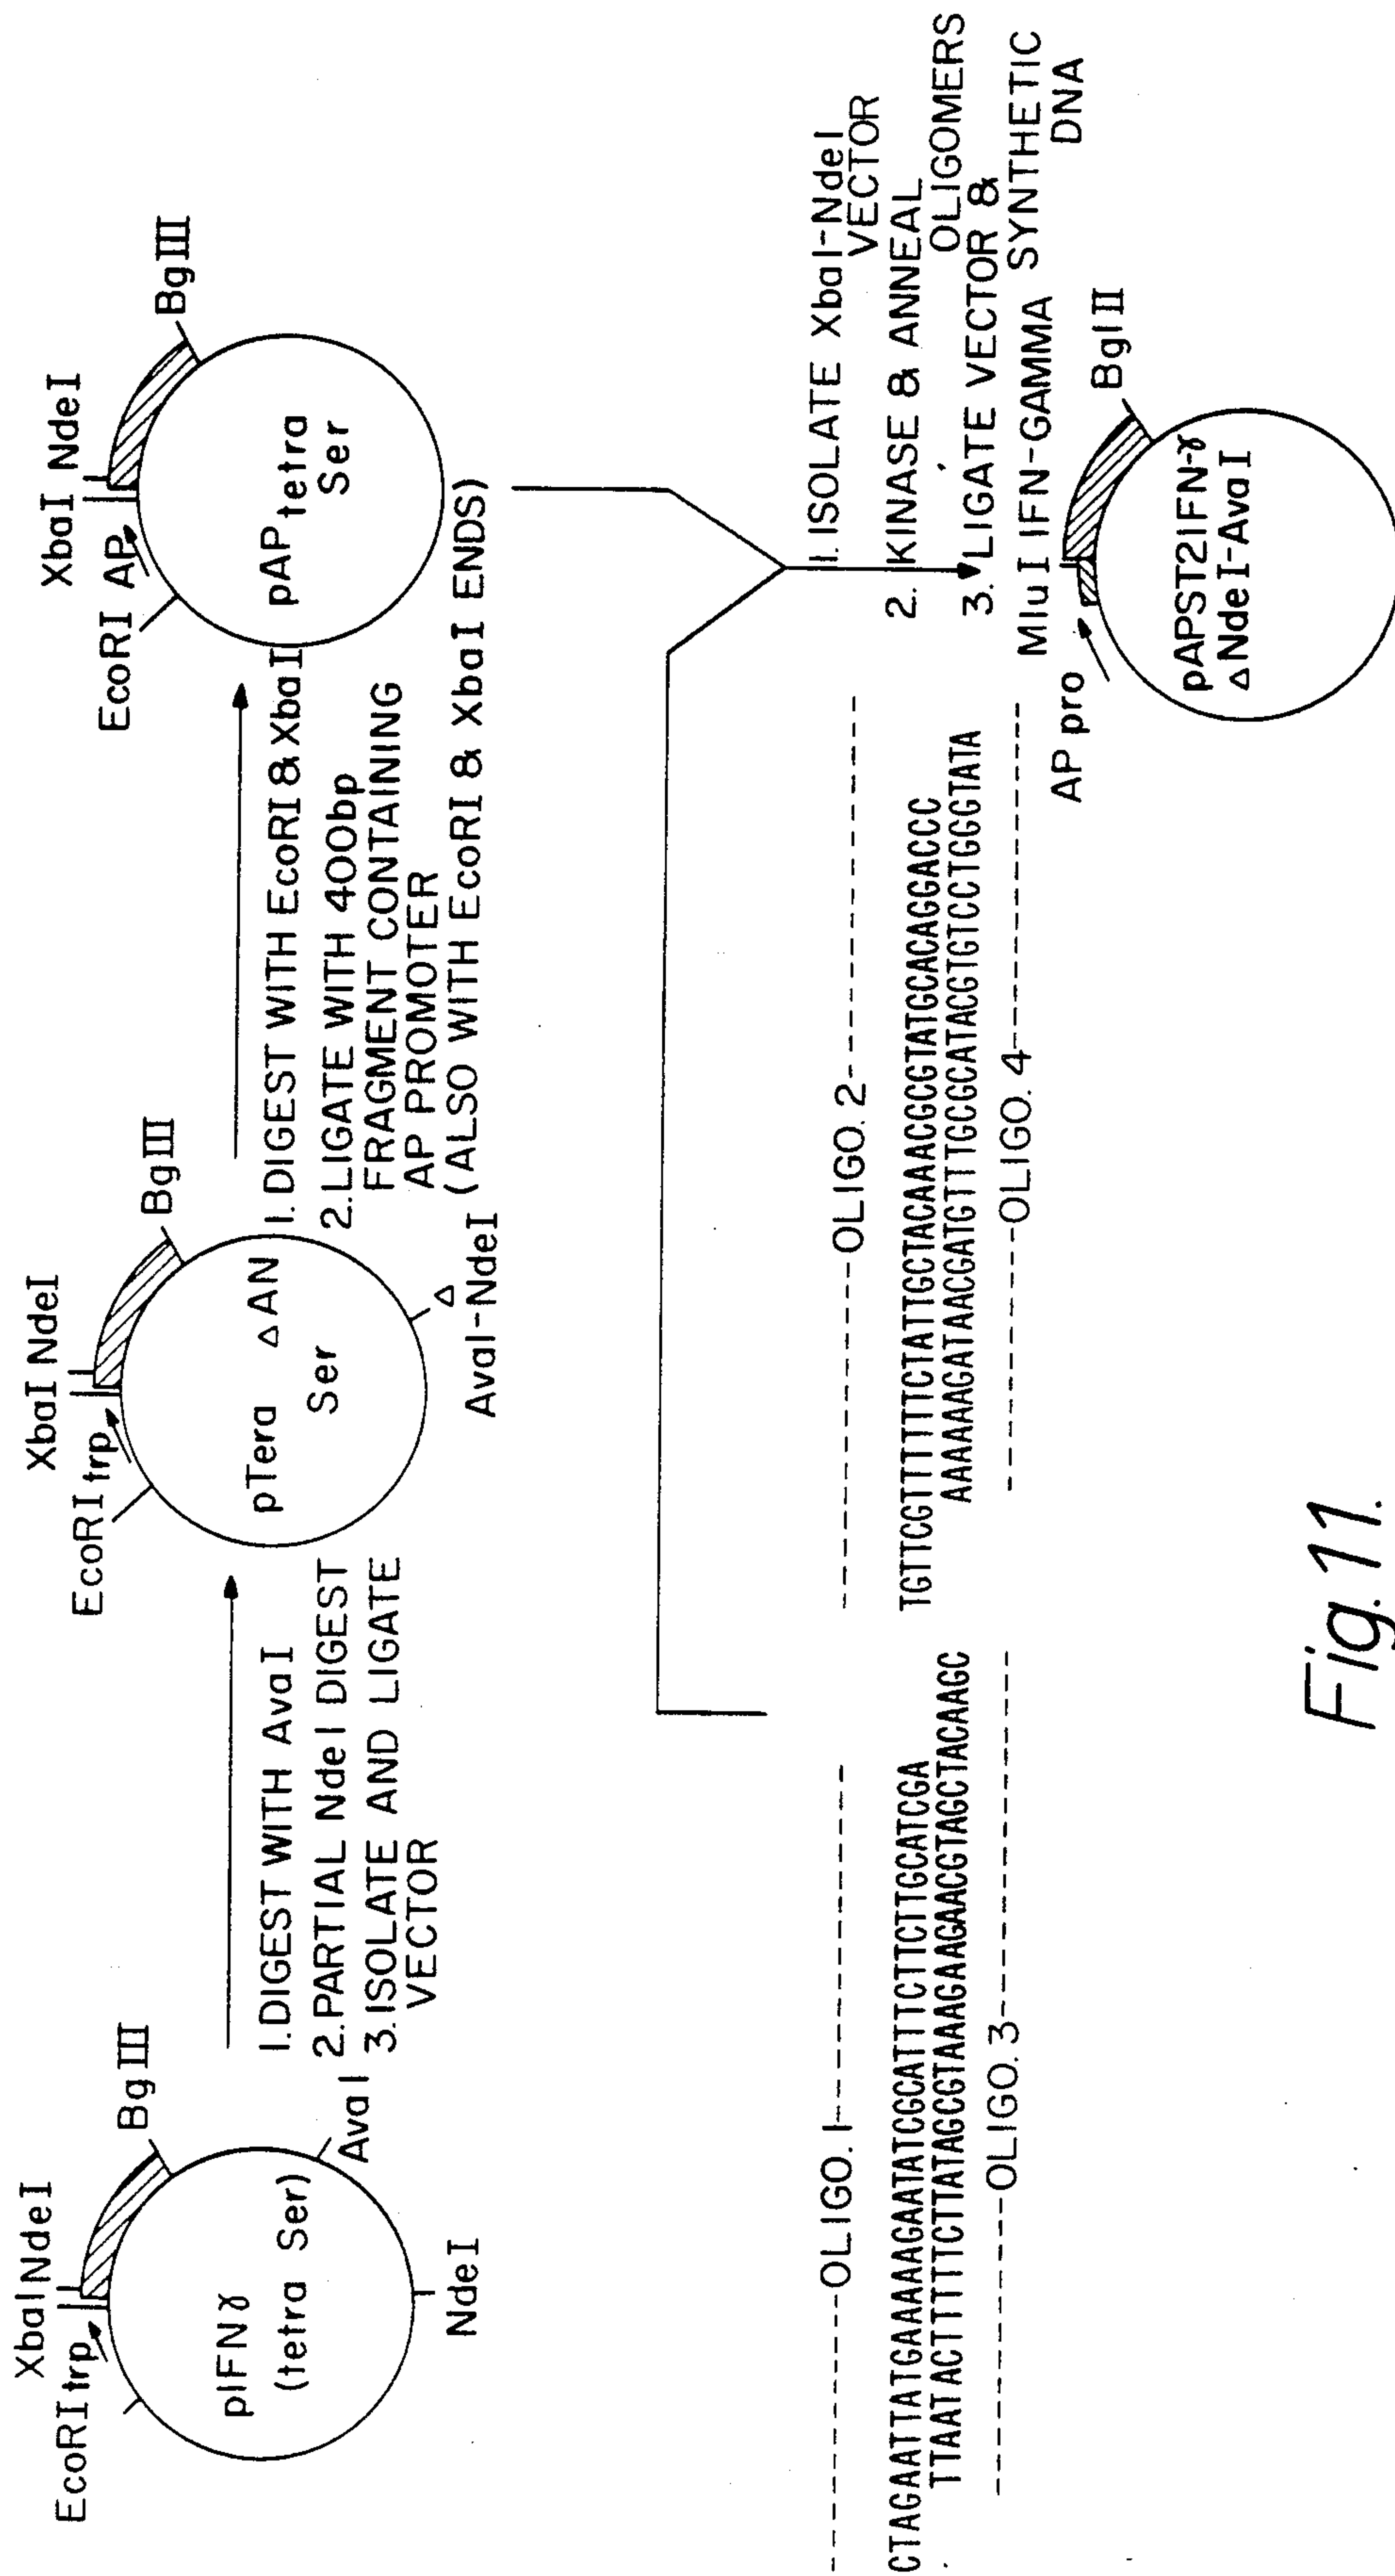 XbaI NdeI
EcoRI trp
BgIII
pIFNγ
(tetra Ser)
AvaI
NdeI
1. DIGEST WITH AvaI
2. PARTIAL NdeI DIGEST
3. ISOLATE AND LIGATE
VECTOR
XbaI NdeI
EcoRI trp
BgIII
pTera ΔAN
Ser
Δ
AvaI-NdeI
1. DIGEST WITH EcoRI & XbaI
2. LIGATE WITH 400bp
FRAGMENT CONTAINING
AP PROMOTER
(ALSO WITH EcoRI & XbaI ENDS)
XbaI NdeI
EcoRI AP
BgIII
pAP tetra
Ser
-----OLIGO. 1-----
-----OLIGO. 2-----
CTAGAATTATGAAAAAGAATATCGCATTTCTTCTTGCATCGA
TGTTCGTTTTTTCTATTGCTACAAACGCGTATGCACAGGACCC
TTAATACTTTTTCTTATAGCGTAAAGAAGAACGTAGCTACAAGC
AAAAAAGATAACGATGTTTGCGCATACGTGTCCTGGGTATA
-----OLIGO. 3-----
-----OLIGO. 4-----
1. ISOLATE XbaI-NdeI
VECTOR
2. KINASE & ANNEAL
OLIGOMERS
3. LIGATE VECTOR &
MluI IFN-GAMMA SYNTHETIC
DNA
AP pro
BglII
pAPST2IFN-γ
ΔNdeI-AvaI
Fig. 11.